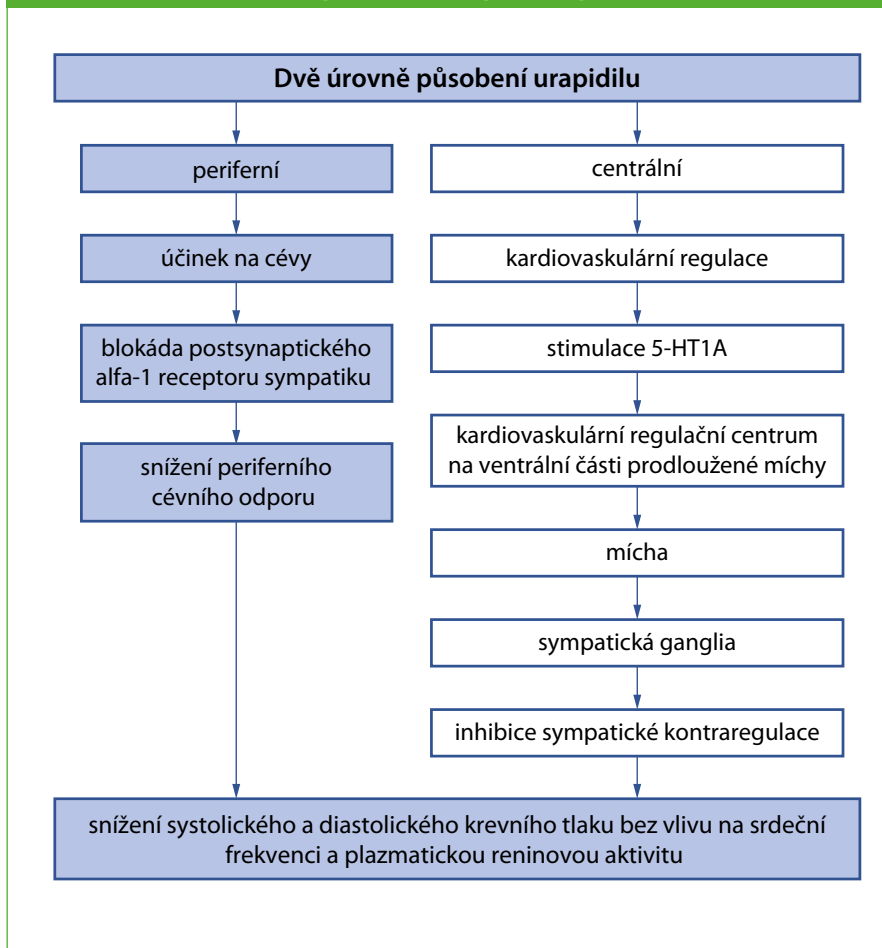 Dvě úrovně působení urapidilu
periferní
účinek na cévy
blokáda postsynaptického
alfa-1 receptoru sympatiku
snížení periferního
cévního odporu
centrální
kardiovaskulární regulace
stimulace 5-HT1A
kardiovaskulární regulační centrum
na ventrální části prodloužené míchy
mícha
sympatická ganglia
inhibice sympatické kontraregulace
snížení systolického a diastolického krevního tlaku bez vlivu na srdeční
frekvenci a plazmatickou reninovou aktivitu